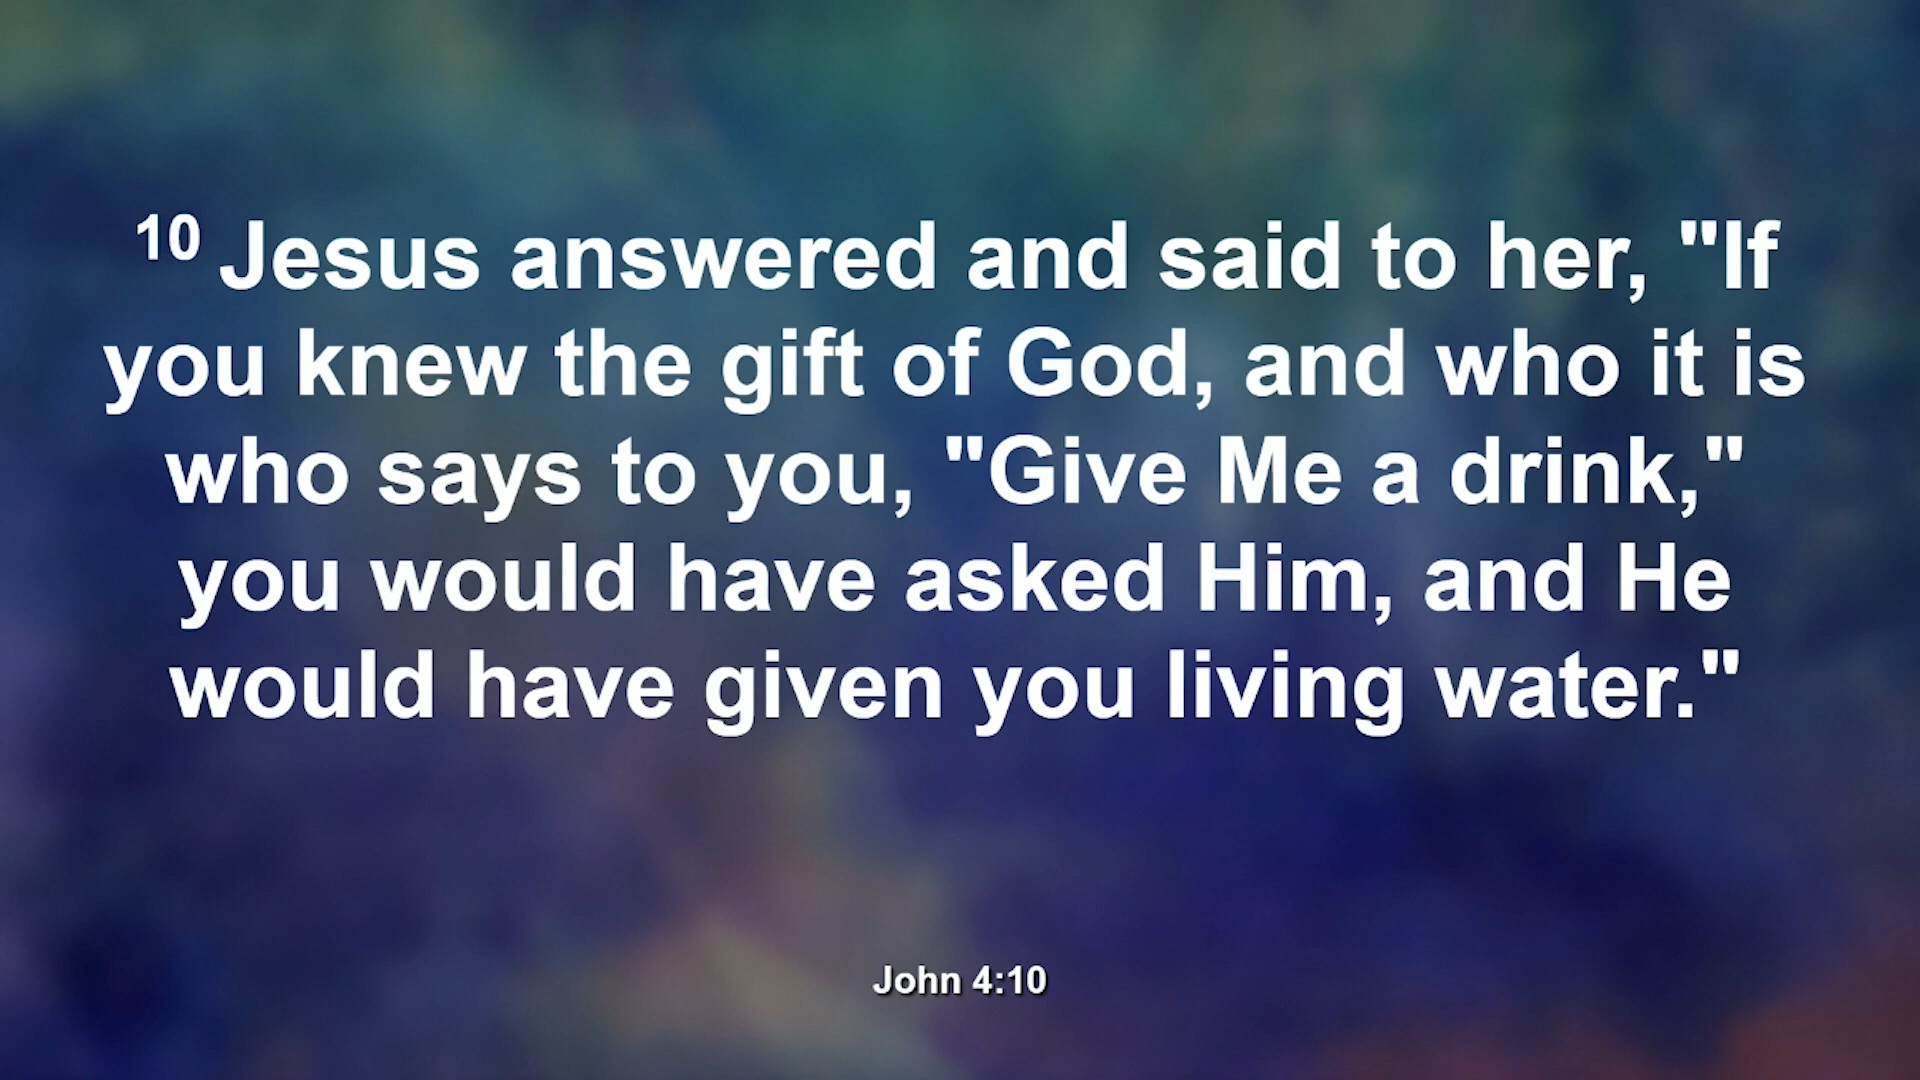 10 Jesus answered and said to her, "If
you knew the gift of God, and who it is
who says to you, "Give Me a drink,"
you would have asked Him, and He
would have given you living water."
John 4:10